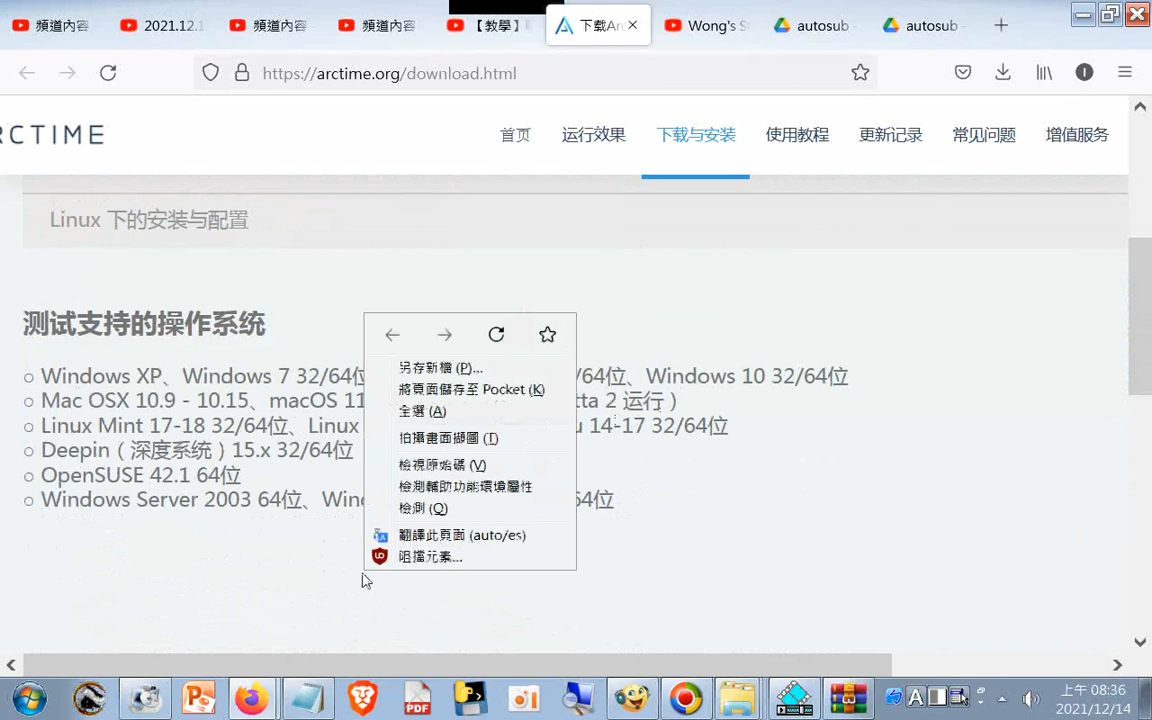 頻道內容
2021.12.1
頻道內容
頻道內容
【教學】
下载Arc
Wong's S
autosub
autosub
https://arctime.org/download.html
RCTIME
首页
运行效果
下载与安装
使用教程
更新记录
常见问题
增值服务
Linux 下的安装与配置
测试支持的操作系统
Windows XP、Windows 7 32/64位 /64位、Windows 10 32/64位
Mac OSX 10.9 - 10.15、macOS 11 tta 2 运行）
Linux Mint 17-18 32/64位、Linux u 14-17 32/64位
Deepin（深度系统）15.x 32/64位
OpenSUSE 42.1 64位
Windows Server 2003 64位、Wind 64位
另存新檔 (P)...
將頁面儲存至 Pocket (K)
全選 (A)
拍攝畫面擷圖 (T)
檢視原始碼 (V)
檢測輔助功能環境屬性
檢測 (Q)
翻譯此頁面 (auto/es)
阻擋元素...
PDF
上午 08:36
2021/12/14